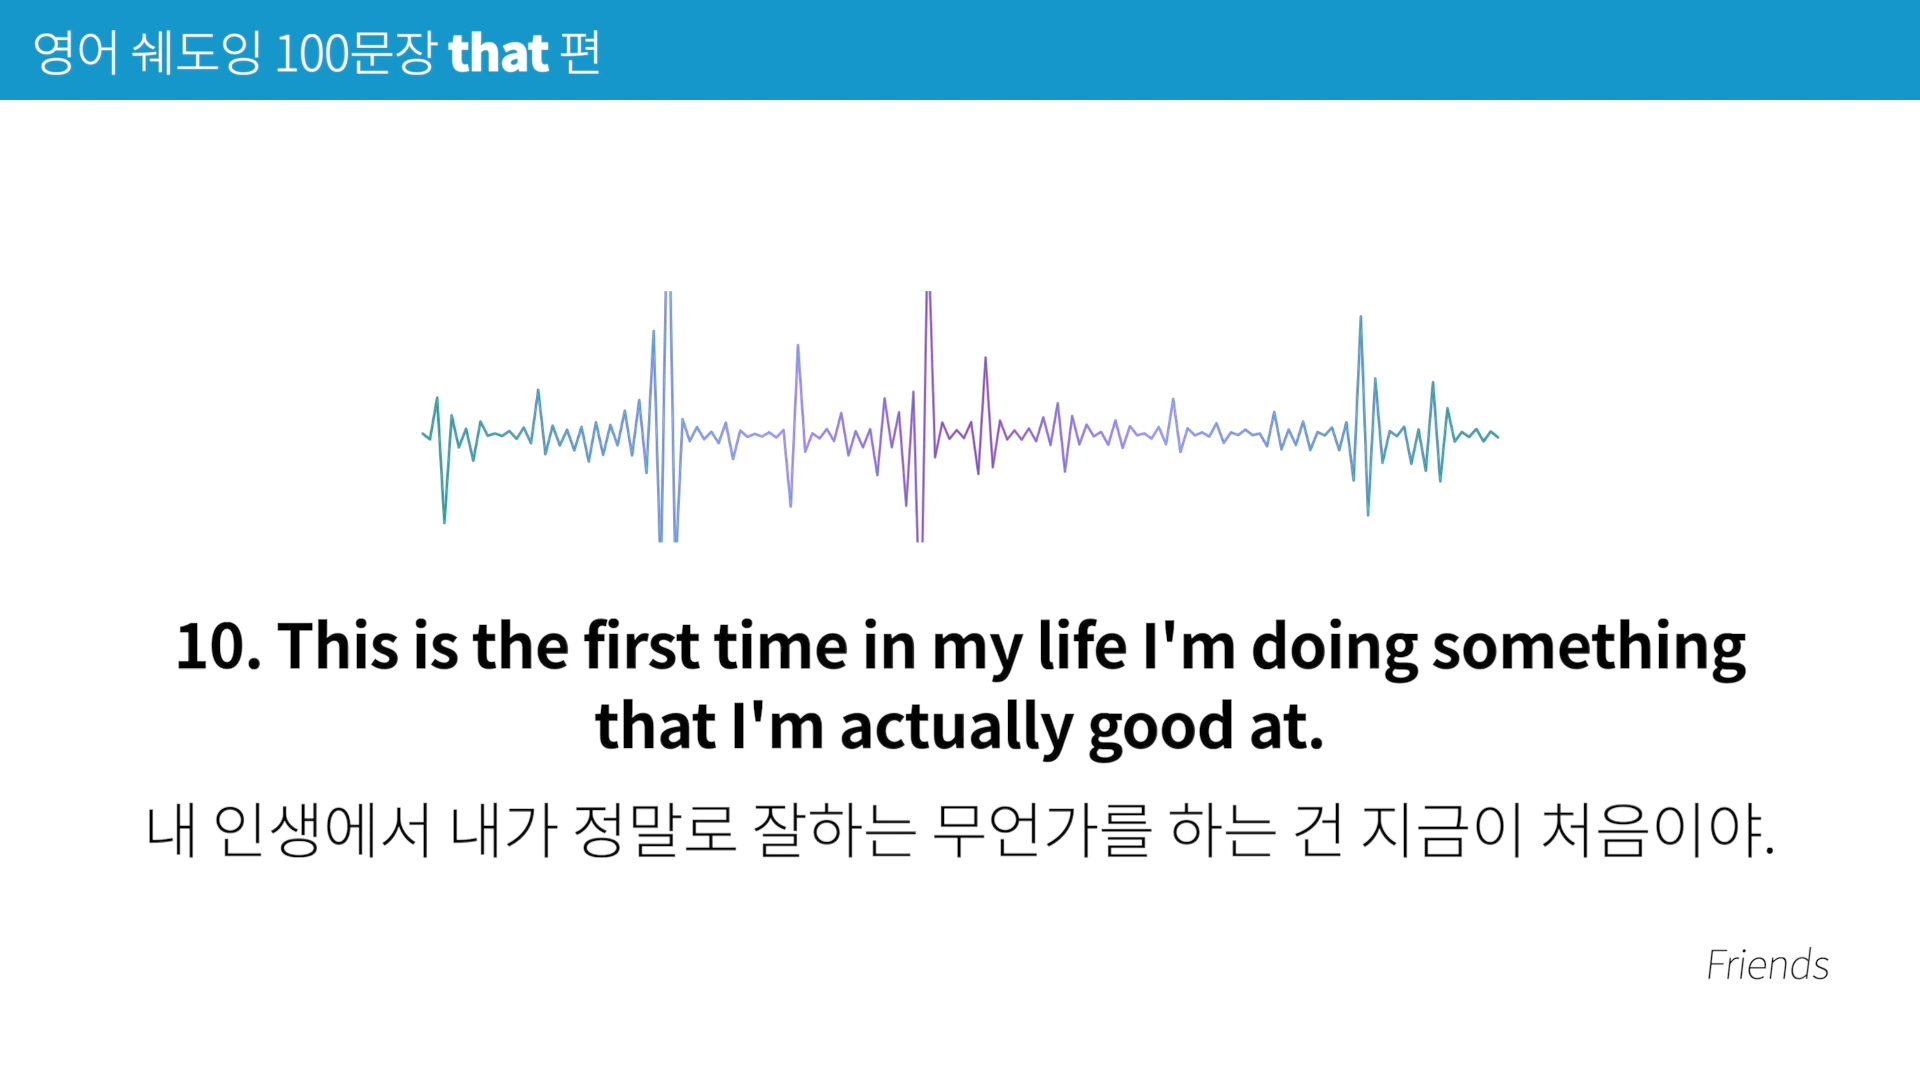 영어 쉐도잉 100문장 that 편
10. This is the first time in my life I'm doing something
that I'm actually good at.
내 인생에서 내가 정말로 잘하는 무언가를 하는 건 지금이 처음이야.
Friends